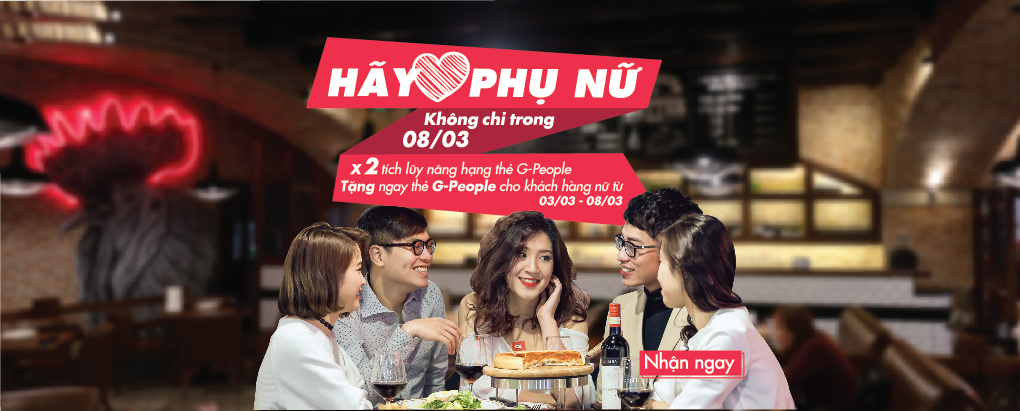 HÃY PHỤ NỮ
Không chỉ trong
08/03
x2 tích lũy nâng hạng thẻ G-People
Tặng ngay thẻ G-People cho khách hàng nữ từ
03/03 - 08/03
Nhận ngay